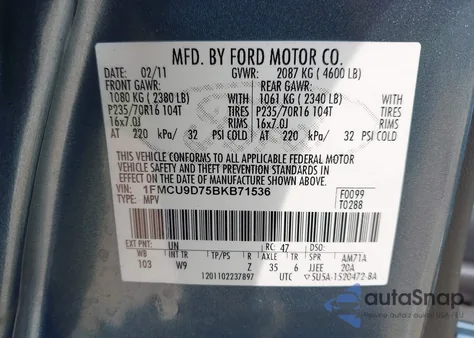 MFD. BY FORD MOTOR CO.
DATE: 02/11 GVWR: 2087 KG ( 4600 LB)
FRONT GAWR: REAR GAWR:
1080 KG ( 2380 LB) WITH 1061 KG ( 2340 LB) WITH
P235/70R16 104T TIRES P235/70R16 104T TIRES
16x7.0J RIMS 16x7.0J RIMS
AT 220 kPa/ 32 PSI COLD AT 220 kPa/ 32 PSI COLD
THIS VEHICLE CONFORMS TO ALL APPLICABLE FEDERAL MOTOR
VEHICLE SAFETY AND THEFT PREVENTION STANDARDS IN EFFECT
ON THE DATE OF MANUFACTURE SHOWN ABOVE.
VIN: 1FMCU9D75BKB71536 F0099
TYPE: MPV T0288
EXT PNT: UN RC: 47 DSO:
WB INT TR TP/PS R AXLE TR SPR AM71A
103 W9 Z 35 6 JJEE 20A
1201102237897 UTC 5U5A-1520472-BA
autoSnap